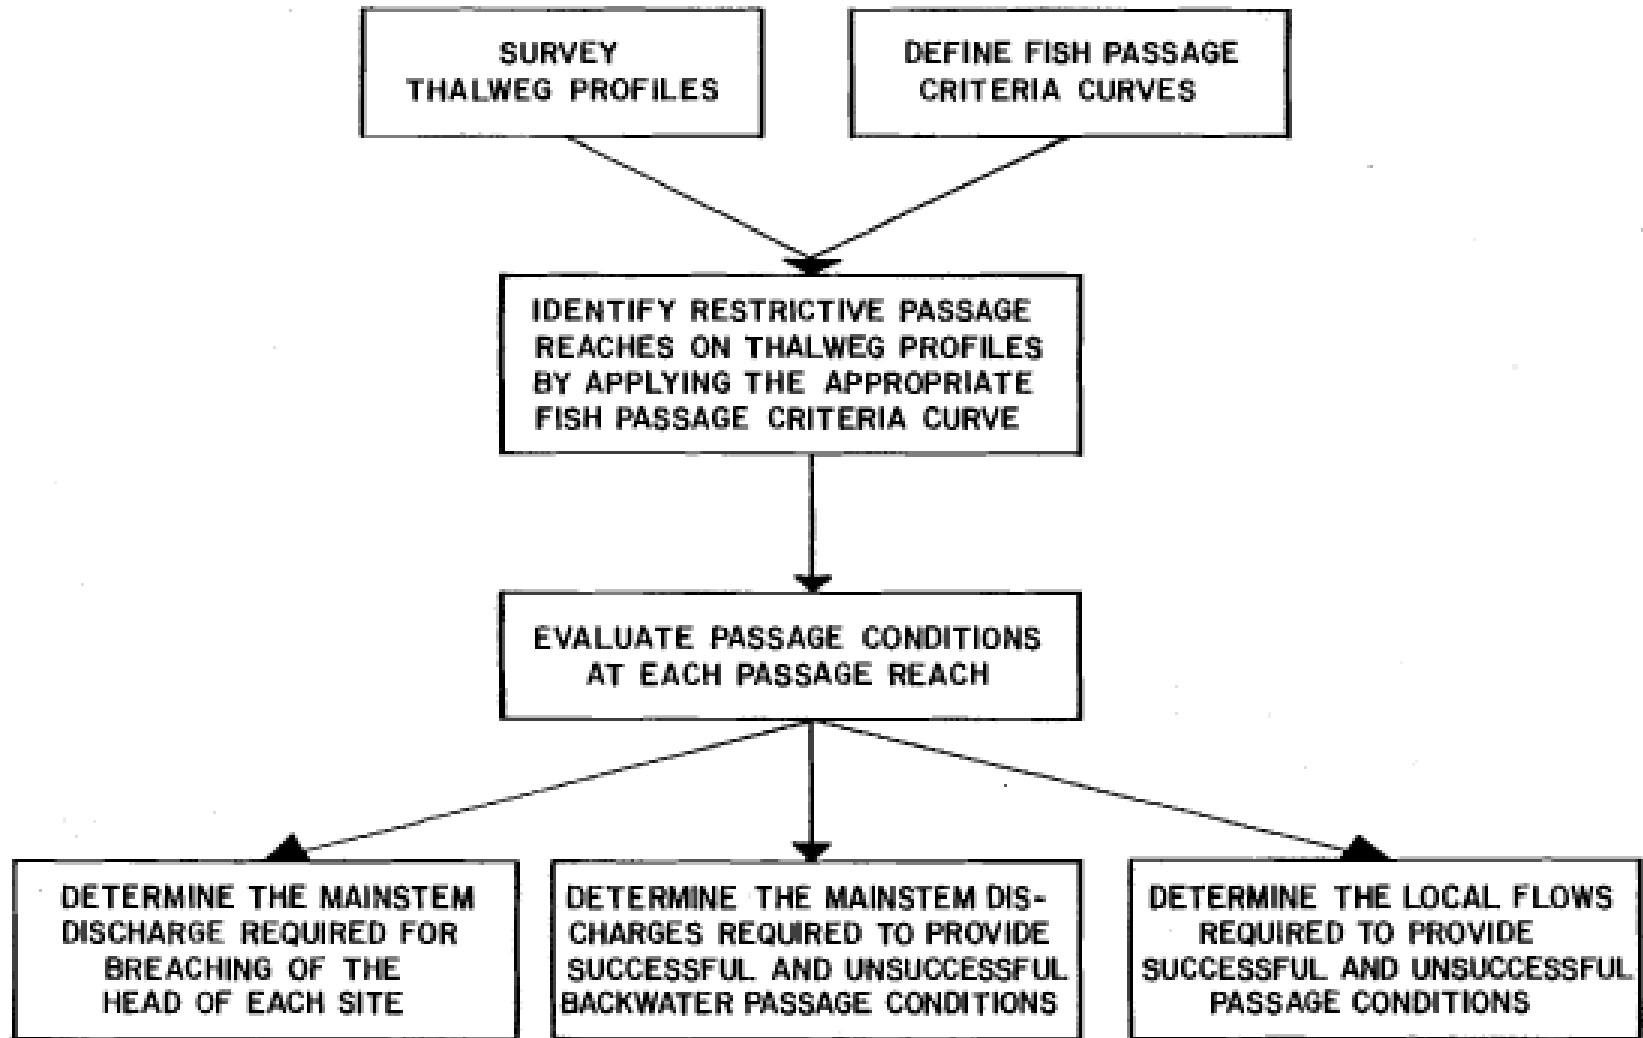 SURVEY
THALWEG PROFILES
DEFINE FISH PASSAGE
CRITERIA CURVES
IDENTIFY RESTRICTIVE PASSAGE
REACHES ON THALWEG PROFILES
BY APPLYING THE APPROPRIATE
FISH PASSAGE CRITERIA CURVE
EVALUATE PASSAGE CONDITIONS
AT EACH PASSAGE REACH
DETERMINE THE MAINSTEM
DISCHARGE REQUIRED FOR
BREACHING OF THE
HEAD OF EACH SITE
DETERMINE THE MAINSTEM DIS-
CHARGES REQUIRED TO PROVIDE
SUCCESSFUL AND UNSUCCESSFUL
BACKWATER PASSAGE CONDITIONS
DETERMINE THE LOCAL FLOWS
REQUIRED TO PROVIDE
SUCCESSFUL AND UNSUCCESSFUL
PASSAGE CONDITIONS